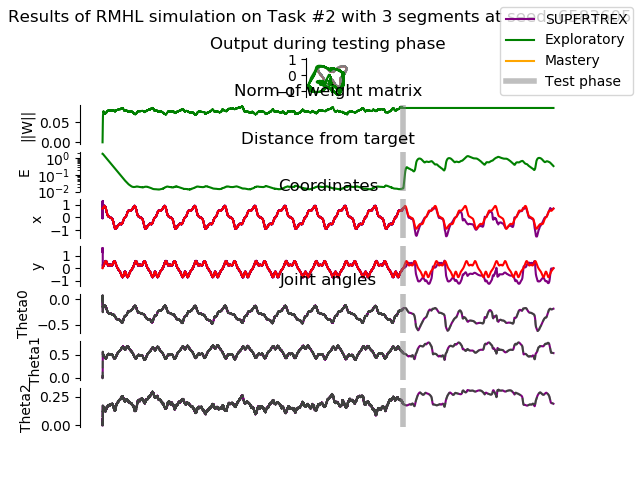 Results of RMHL simulation on Task #2 with 3 segments at
SUPERTREX
Exploratory
Mastery
Test phase
Output during testing phase
1
0
−1
Norm of weight matrix
||W||
0.05
0.00
Distance from target
E
10⁰
10⁻¹
10⁻²
Coordinates
x
1
0
−1
y
1
0
−1
Joint angles
Theta0
0.0
−0.5
Theta1
0.5
0.0
Theta2
0.25
0.00